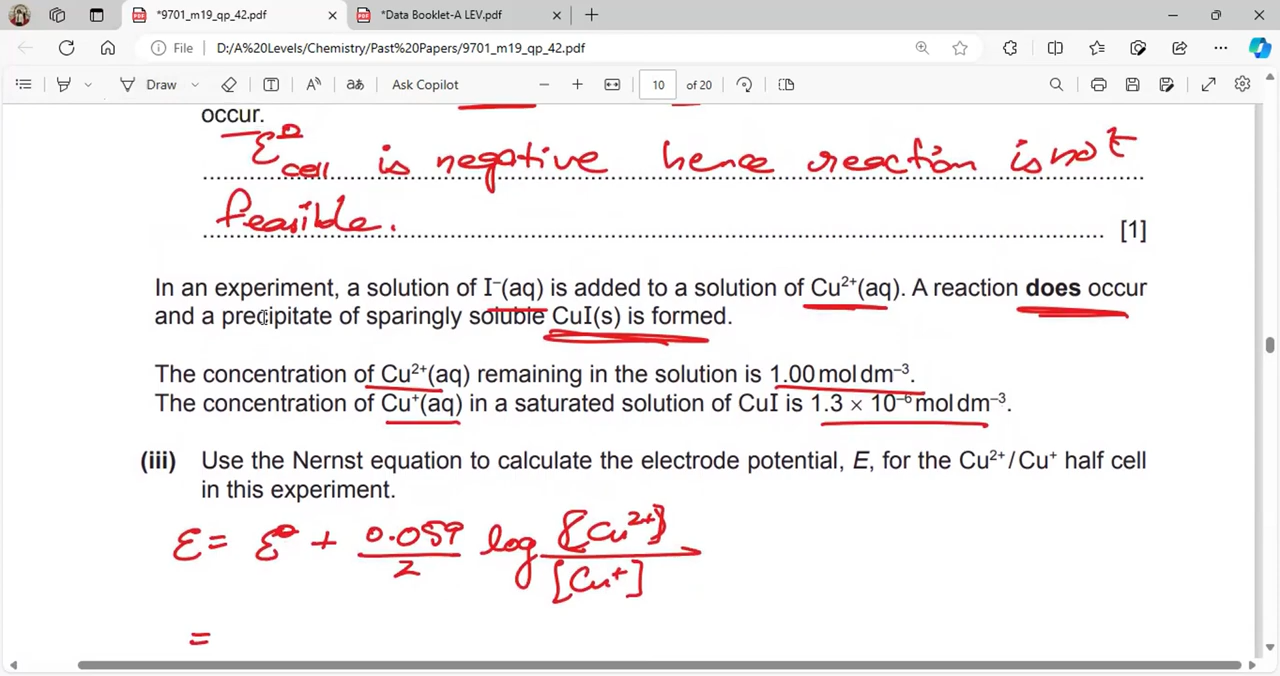 *9701_m19_qp_42.pdf
*Data Booklet-A LEV.pdf
File D:/A%20Levels/Chemistry/Past%20Papers/9701_m19_qp_42.pdf
Draw aあ Ask Copilot 10 of 20
occur.
E⦵cell is negative hence reaction is not
feasible.
[1]
In an experiment, a solution of I⁻(aq) is added to a solution of Cu²⁺(aq). A reaction does occur
and a precipitate of sparingly soluble CuI(s) is formed.
The concentration of Cu²⁺(aq) remaining in the solution is 1.00 mol dm⁻³.
The concentration of Cu⁺(aq) in a saturated solution of CuI is 1.3 × 10⁻⁶ mol dm⁻³.
(iii) Use the Nernst equation to calculate the electrode potential, E, for the Cu²⁺/Cu⁺ half cell
in this experiment.
E = E⦵ + 0.059/2 log [Cu²⁺]/[Cu⁺]
=